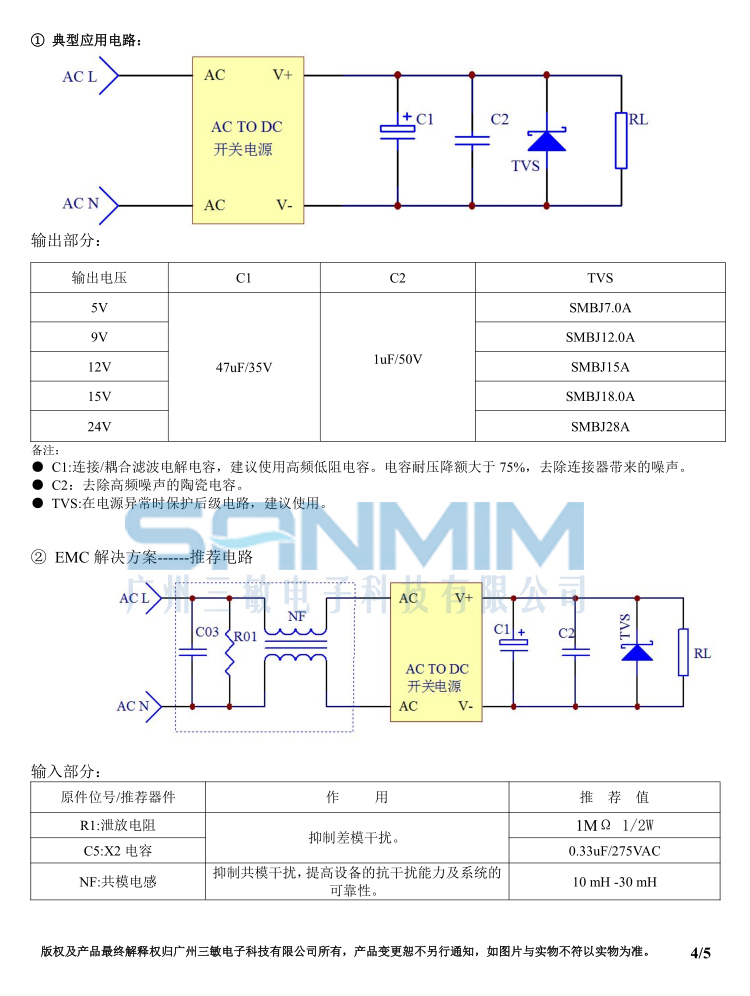 ① 典型应用电路：
AC L
AC V+
AC TO DC
开关电源
C1
C2
TVS
RL
AC N
AC V-
输出部分：
输出电压 C1 C2 TVS
5V 47uF/35V 1uF/50V SMBJ7.0A
9V SMBJ12.0A
12V SMBJ15A
15V SMBJ18.0A
24V SMBJ28A
备注：
● C1:连接/耦合滤波电解电容，建议使用高频低阻电容。电容耐压降额大于 75%，去除连接器带来的噪声。
● C2：去除高频噪声的陶瓷电容。
● TVS:在电源异常时保护后级电路，建议使用。
SANMIM
广州三敏电子科技有限公司
② EMC 解决方案------推荐电路
AC L
C03
R01
NF
AC V+
AC TO DC
开关电源
C1
C2
TVS
RL
AC N
AC V-
输入部分：
原件位号/推荐器件 作 用 推 荐 值
R1:泄放电阻 抑制差模干扰。 1MΩ 1/2W
C5:X2 电容 0.33uF/275VAC
NF:共模电感 抑制共模干扰，提高设备的抗干扰能力及系统的 10 mH -30 mH
可靠性。
版权及产品最终解释权归广州三敏电子科技有限公司所有，产品变更恕不另行通知，如图片与实物不符以实物为准。 4/5